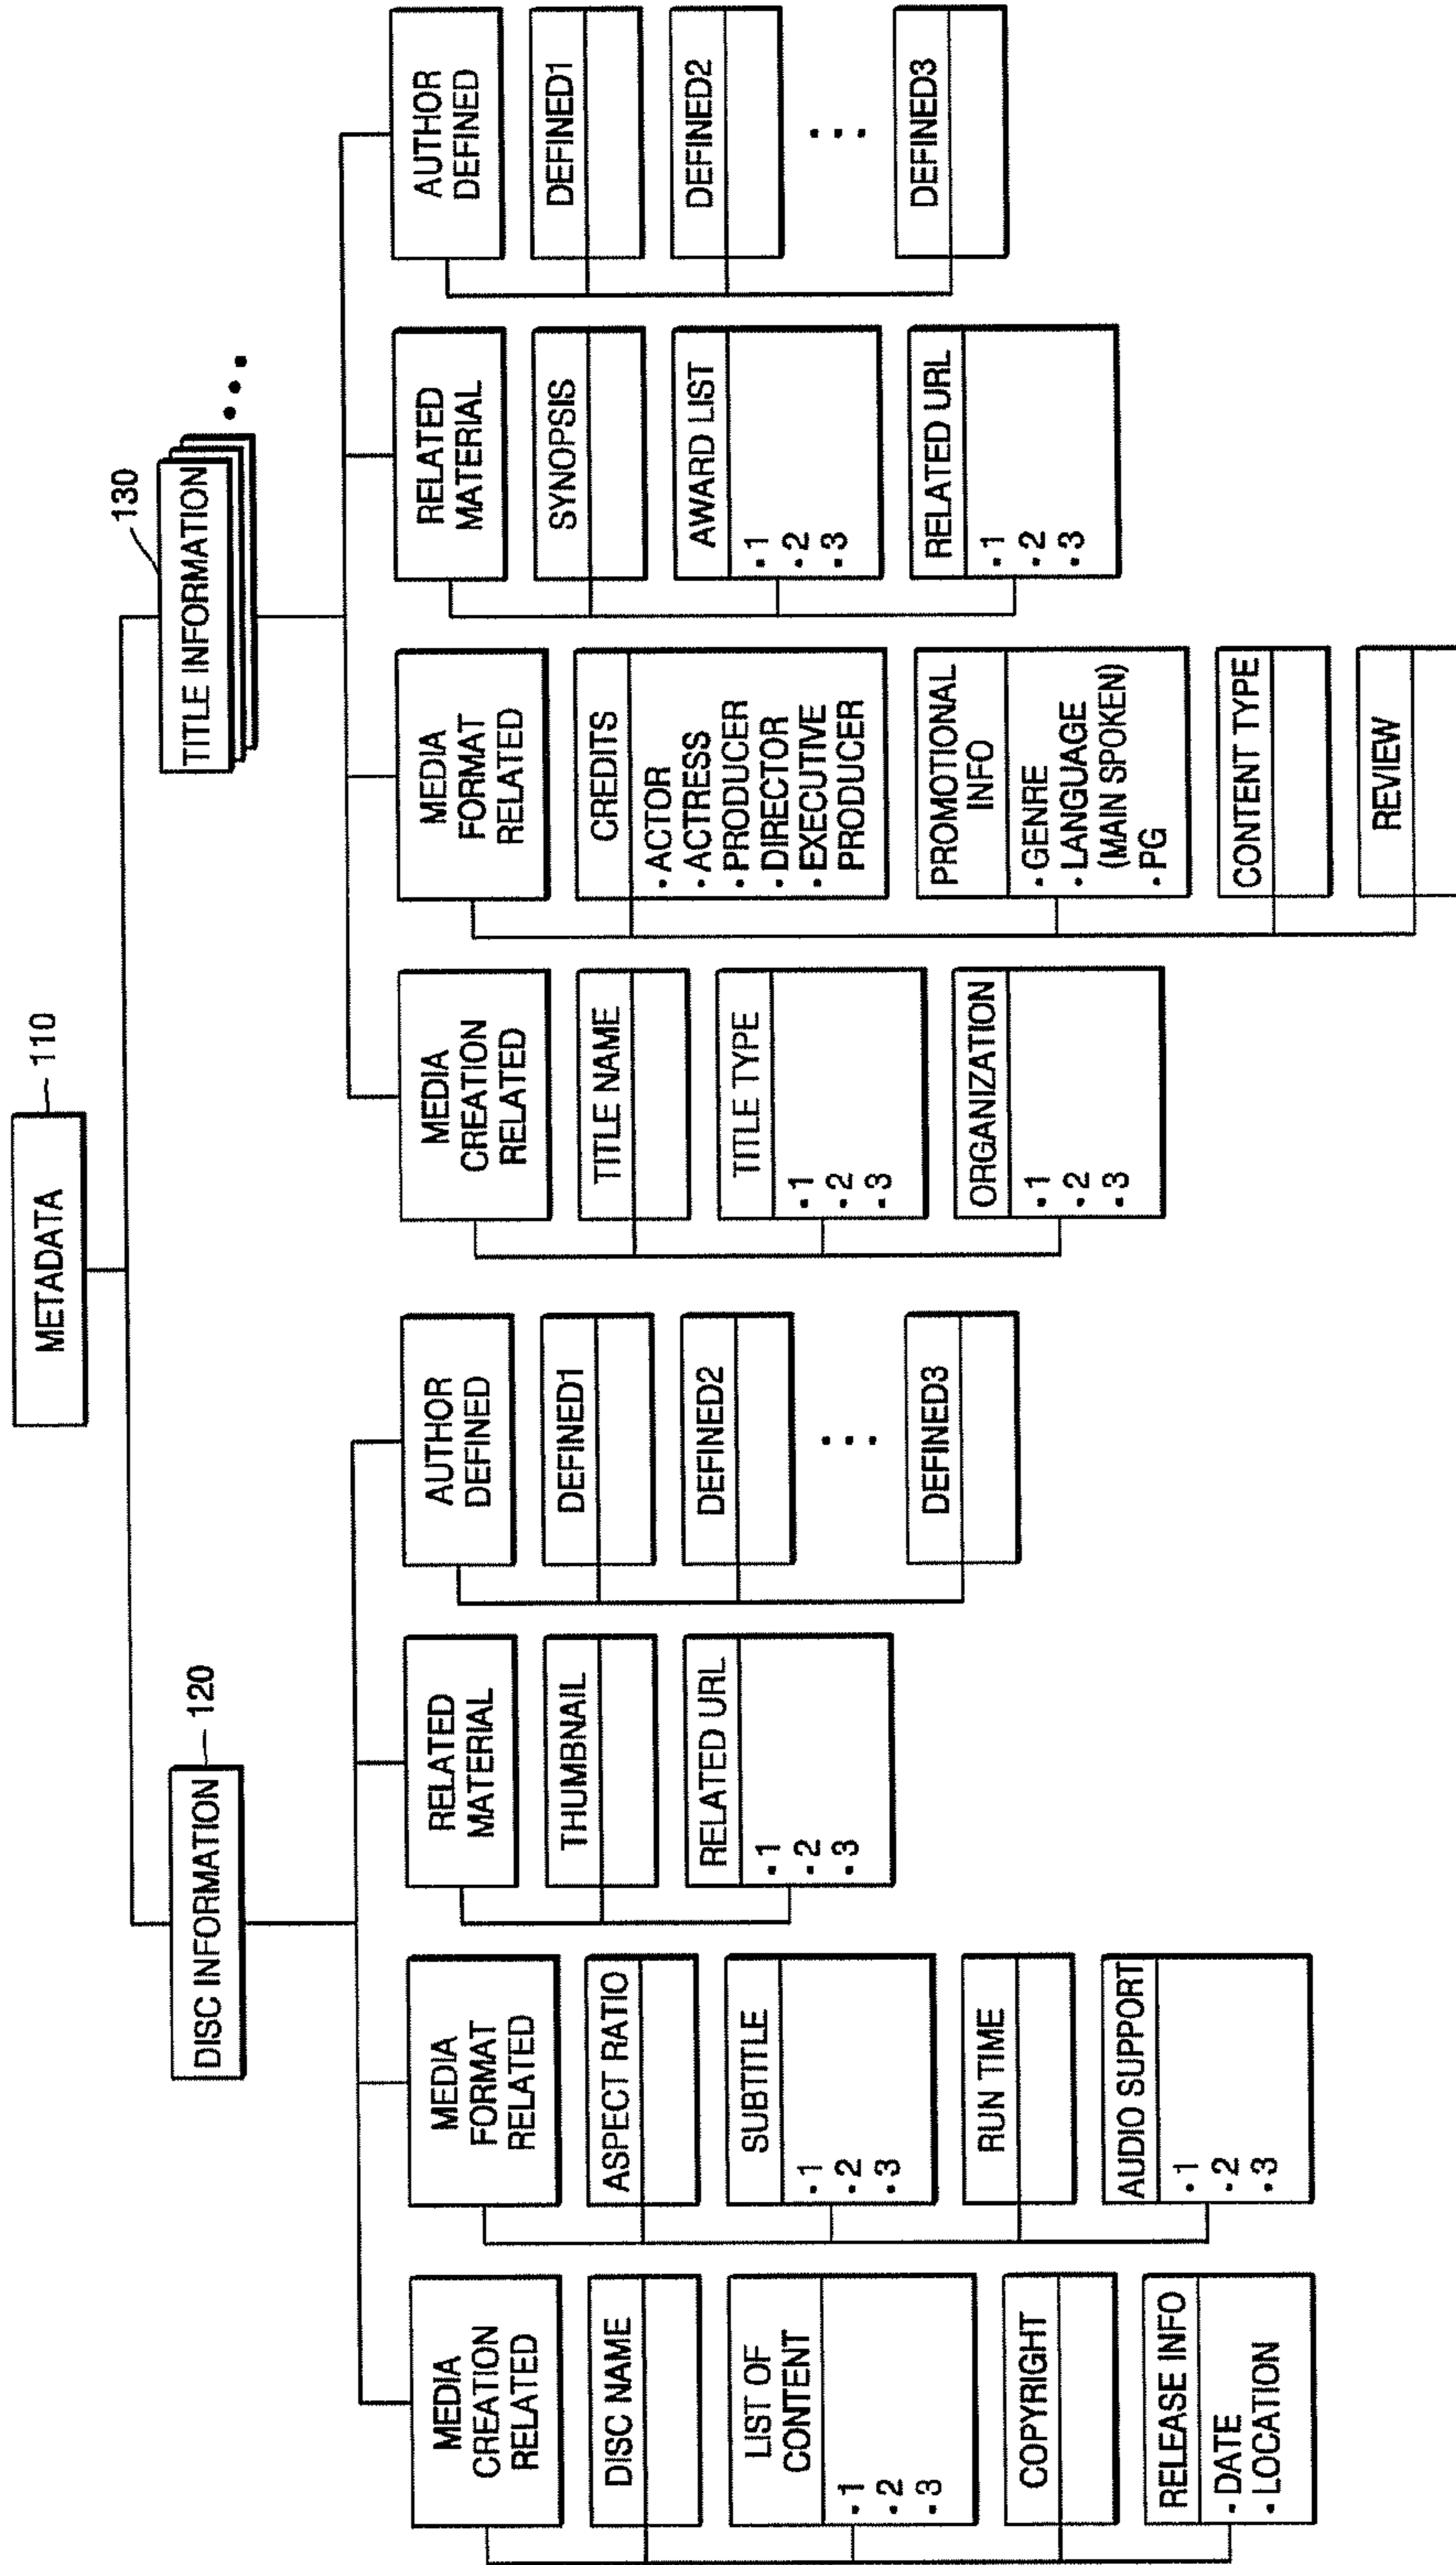 METADATA
110
DISC INFORMATION
120
MEDIA
CREATION
RELATED
DISC NAME
LIST OF
CONTENT
• 1
• 2
• 3
COPYRIGHT
RELEASE INFO
• DATE
• LOCATION
MEDIA
FORMAT
RELATED
ASPECT RATIO
SUBTITLE
• 1
• 2
• 3
RUN TIME
AUDIO SUPPORT
• 1
• 2
• 3
RELATED
MATERIAL
THUMBNAIL
RELATED URL
• 1
• 2
• 3
AUTHOR
DEFINED
DEFINED1
DEFINED2
• • •
DEFINED3
TITLE INFORMATION
130
• • •
MEDIA
CREATION
RELATED
TITLE NAME
TITLE TYPE
• 1
• 2
• 3
ORGANIZATION
• 1
• 2
• 3
MEDIA
FORMAT
RELATED
CREDITS
• ACTOR
• ACTRESS
• PRODUCER
• DIRECTOR
• EXECUTIVE
PRODUCER
PROMOTIONAL
INFO
• GENRE
• LANGUAGE
(MAIN SPOKEN)
• PG
CONTENT TYPE
REVIEW
RELATED
MATERIAL
SYNOPSIS
AWARD LIST
• 1
• 2
• 3
RELATED URL
• 1
• 2
• 3
AUTHOR
DEFINED
DEFINED1
DEFINED2
• • •
DEFINED3